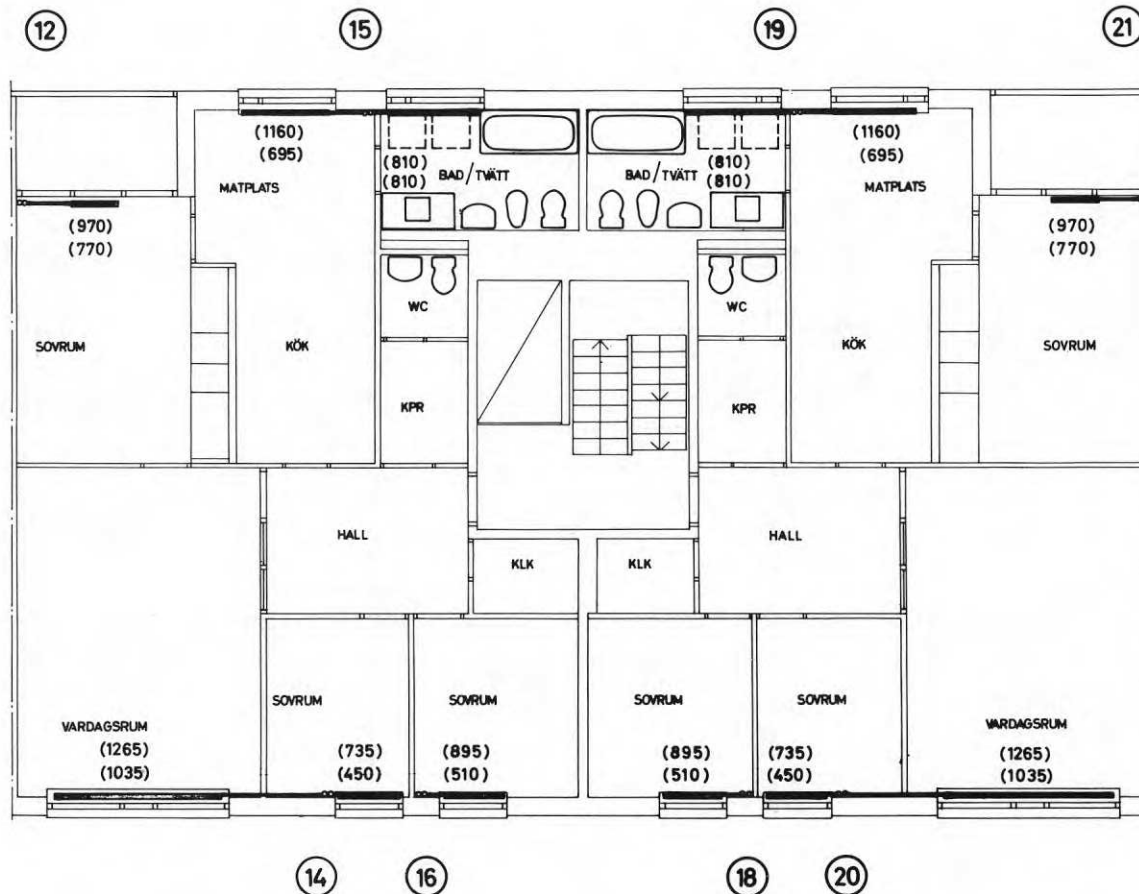 12 15 19 21
(1160) (1160)
(695) (810) (810) (695)
(810) BAD/TVÄTT BAD/TVÄTT (810)
MATPLATS MATPLATS
(970) (970)
(770) (770)
WC WC
SOVRUM KÖK KÖK SOVRUM
KPR KPR
HALL HALL
KLK KLK
SOVRUM SOVRUM SOVRUM SOVRUM
VARDAGSRUM VARDAGSRUM
(1265) (735) (895) (895) (735) (1265)
(1035) (450) (510) (510) (450) (1035)
14 16 18 20